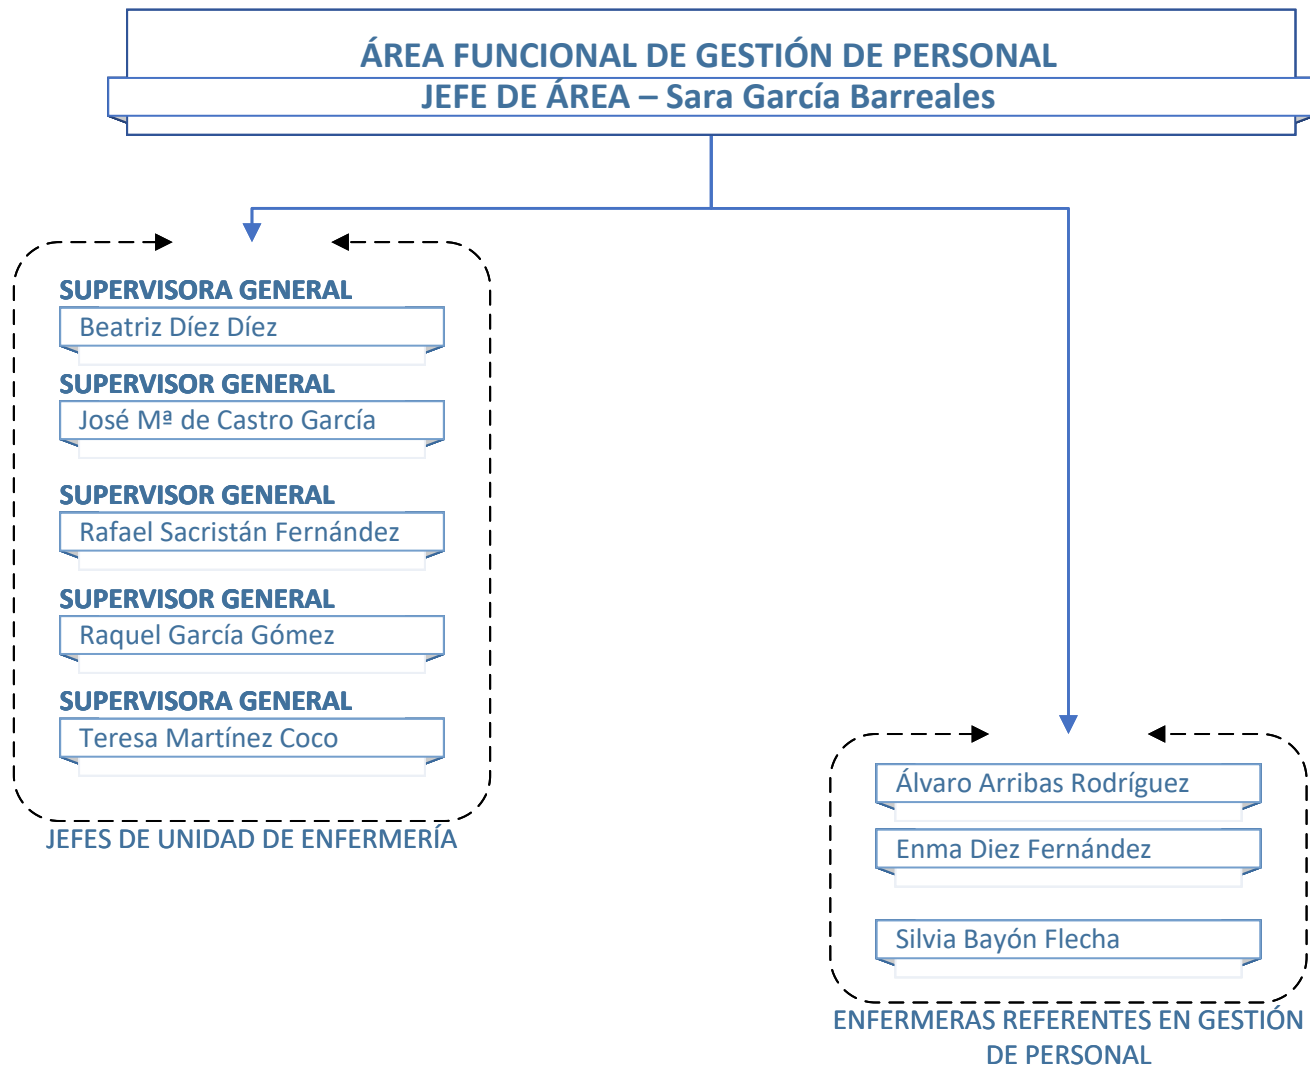 ÁREA FUNCIONAL DE GESTIÓN DE PERSONAL
JEFE DE ÁREA – Sara García Barreales
SUPERVISORA GENERAL
Beatriz Díez Díez
SUPERVISOR GENERAL
José Mª de Castro García
SUPERVISOR GENERAL
Rafael Sacristán Fernández
SUPERVISOR GENERAL
Raquel García Gómez
SUPERVISORA GENERAL
Teresa Martínez Coco
JEFES DE UNIDAD DE ENFERMERÍA
Álvaro Arribas Rodríguez
Enma Diez Fernández
Silvia Bayón Flecha
ENFERMERAS REFERENTES EN GESTIÓN
DE PERSONAL